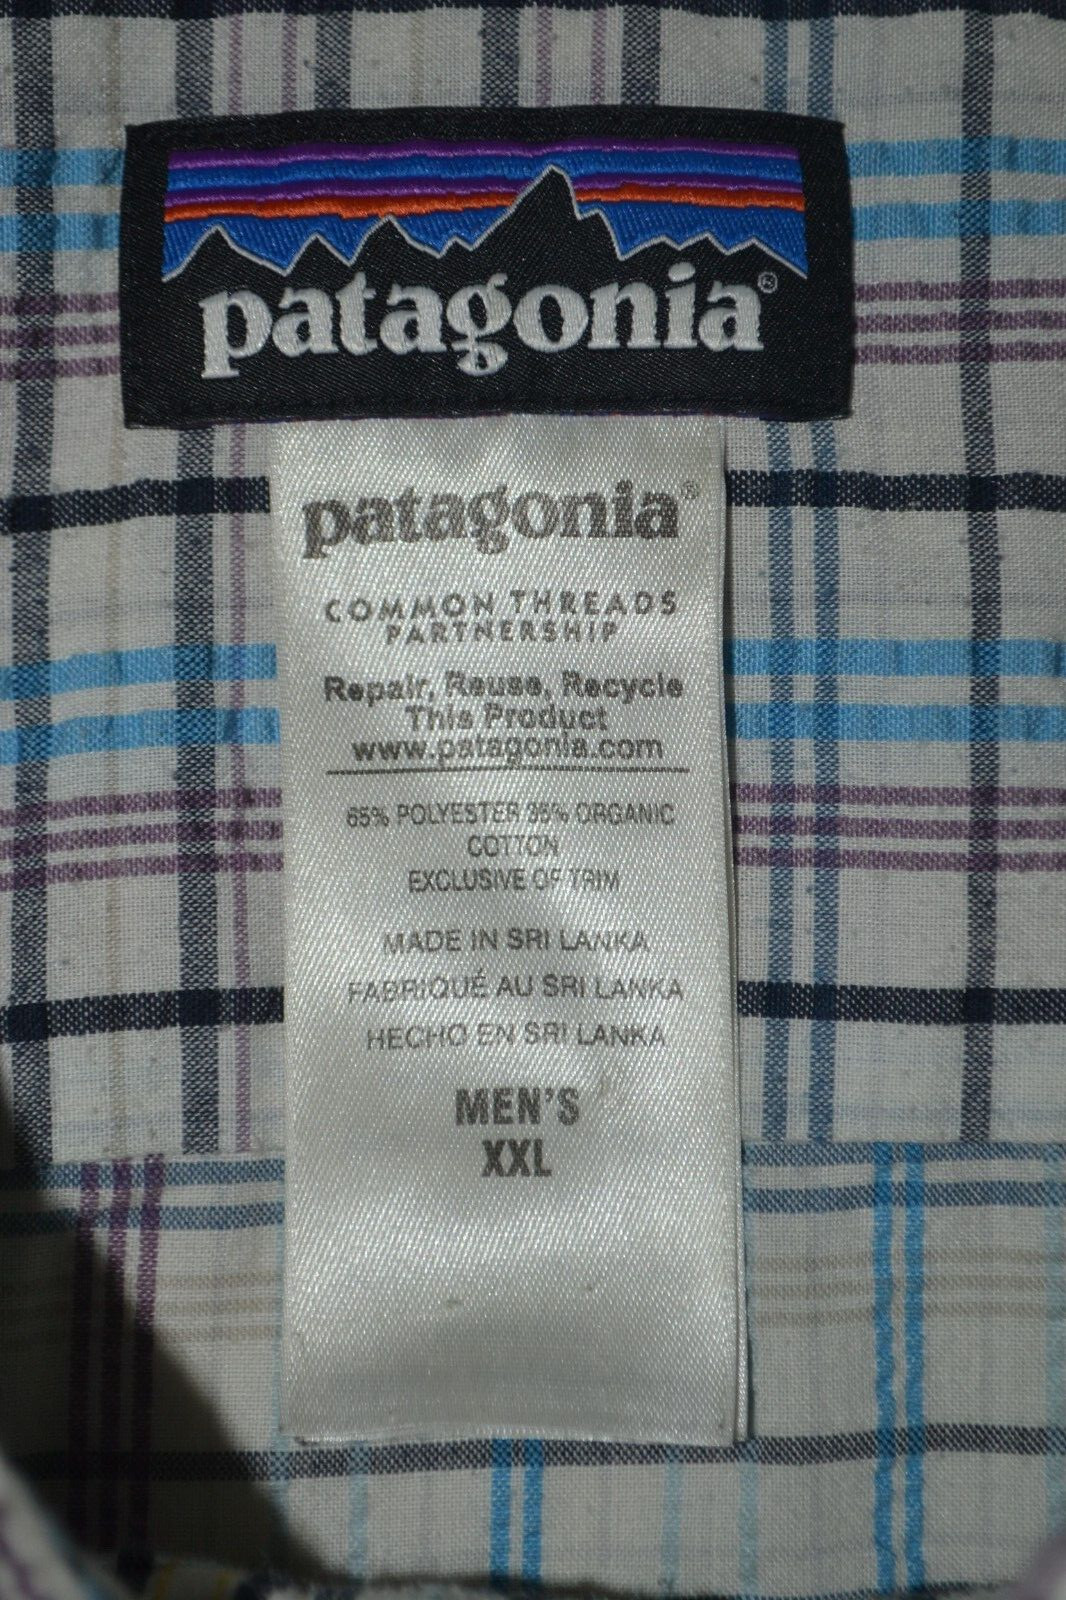 patagonia®
patagonia®
COMMON THREADS
PARTNERSHIP
Repair, Reuse, Recycle
This Product
www.patagonia.com
65% POLYESTER 35% ORGANIC
COTTON
EXCLUSIVE OF TRIM
MADE IN SRI LANKA
FABRIQUÉ AU SRI LANKA
HECHO EN SRI LANKA
MEN'S
XXL